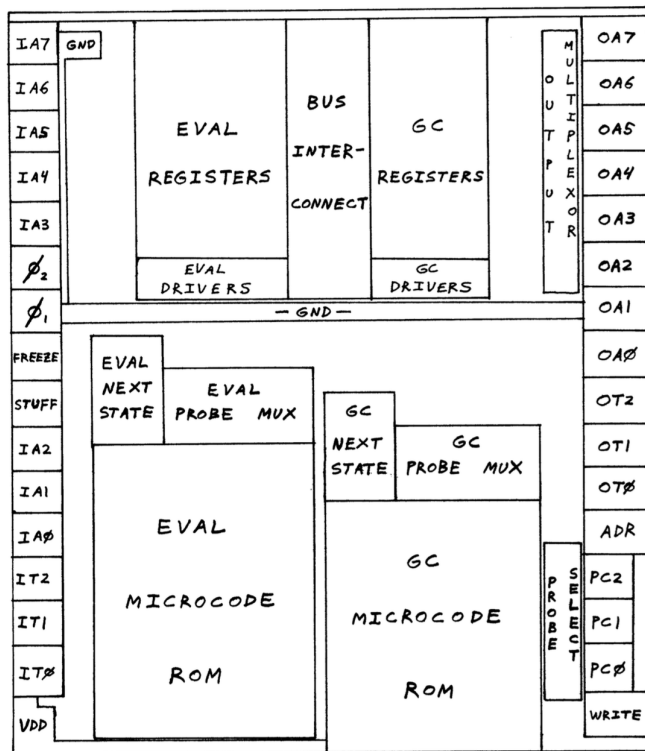 IA7
GND
IA6
IA5
IA4
IA3
ϕ2
ϕ1
FREEZE
STUFF
IA2
IA1
IAØ
IT2
IT1
ITØ
VDD
EVAL
REGISTERS
EVAL
DRIVERS
BUS
INTER-
CONNECT
GC
REGISTERS
GC
DRIVERS
OUTPUT
MULTIPLEXOR
— GND —
EVAL
NEXT
STATE
EVAL
PROBE MUX
EVAL
MICROCODE
ROM
GC
NEXT
STATE
GC
PROBE MUX
GC
MICROCODE
ROM
PROBE
SELECT
OA7
OA6
OA5
OA4
OA3
OA2
OA1
OAØ
OT2
OT1
OTØ
ADR
PC2
PC1
PCØ
WRITE